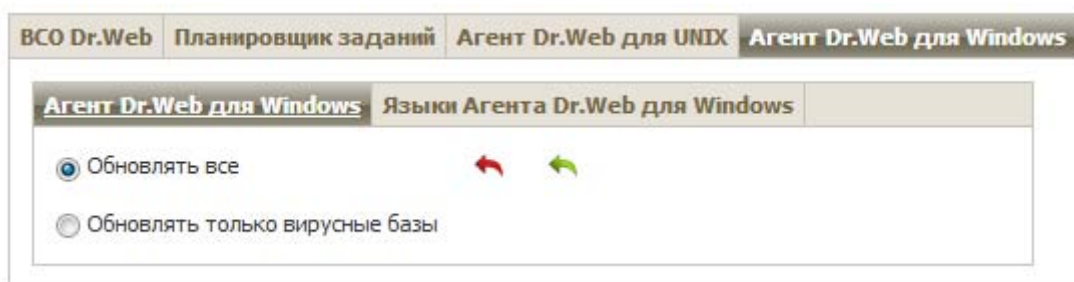 ВСО Dr.Web Планировщик заданий Агент Dr.Web для UNIX Агент Dr.Web для Windows
Агент Dr.Web для Windows Языки Агента Dr.Web для Windows
Обновлять все
Обновлять только вирусные базы